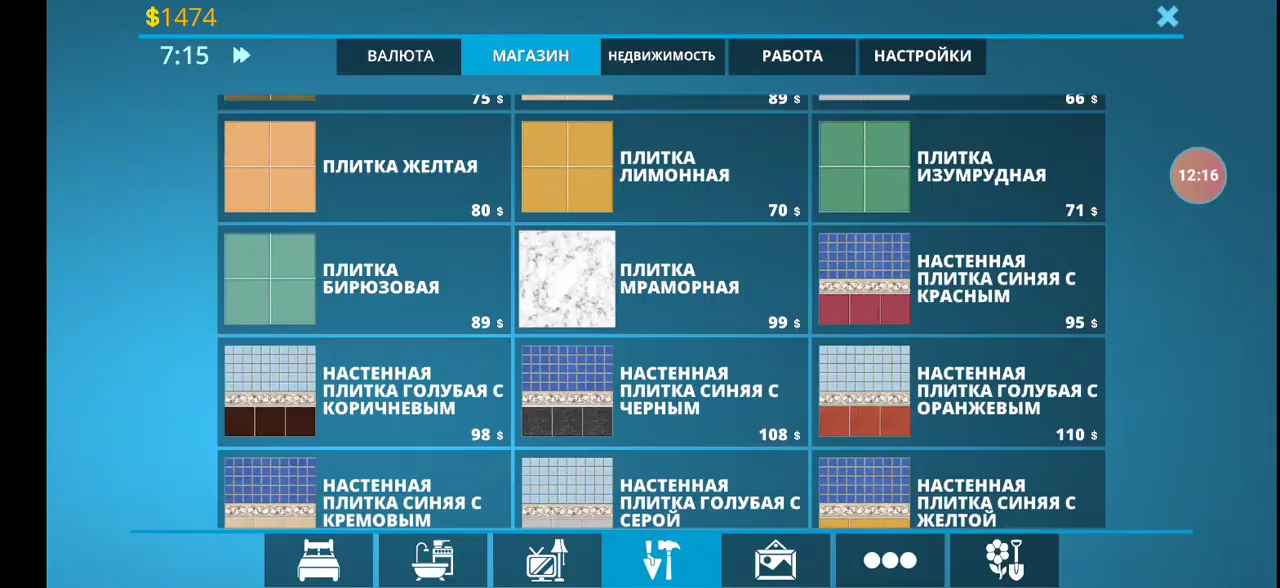 $1474
7:15
ВАЛЮТА
МАГАЗИН
НЕДВИЖИМОСТЬ
РАБОТА
НАСТРОЙКИ
75 $
89 $
66 $
ПЛИТКА ЖЕЛТАЯ
80 $
ПЛИТКА
ЛИМОННАЯ
70 $
ПЛИТКА
ИЗУМРУДНАЯ
71 $
12:16
ПЛИТКА
БИРЮЗОВАЯ
89 $
ПЛИТКА
МРАМОРНАЯ
99 $
НАСТЕННАЯ
ПЛИТКА СИНЯЯ С
КРАСНЫМ
95 $
НАСТЕННАЯ
ПЛИТКА ГОЛУБАЯ С
КОРИЧНЕВЫМ
98 $
НАСТЕННАЯ
ПЛИТКА СИНЯЯ С
ЧЕРНЫМ
108 $
НАСТЕННАЯ
ПЛИТКА ГОЛУБАЯ С
ОРАНЖЕВЫМ
110 $
НАСТЕННАЯ
ПЛИТКА СИНЯЯ С
КРЕМОВЫМ
НАСТЕННАЯ
ПЛИТКА ГОЛУБАЯ С
СЕРОЙ
НАСТЕННАЯ
ПЛИТКА СИНЯЯ С
ЖЕЛТОЙ